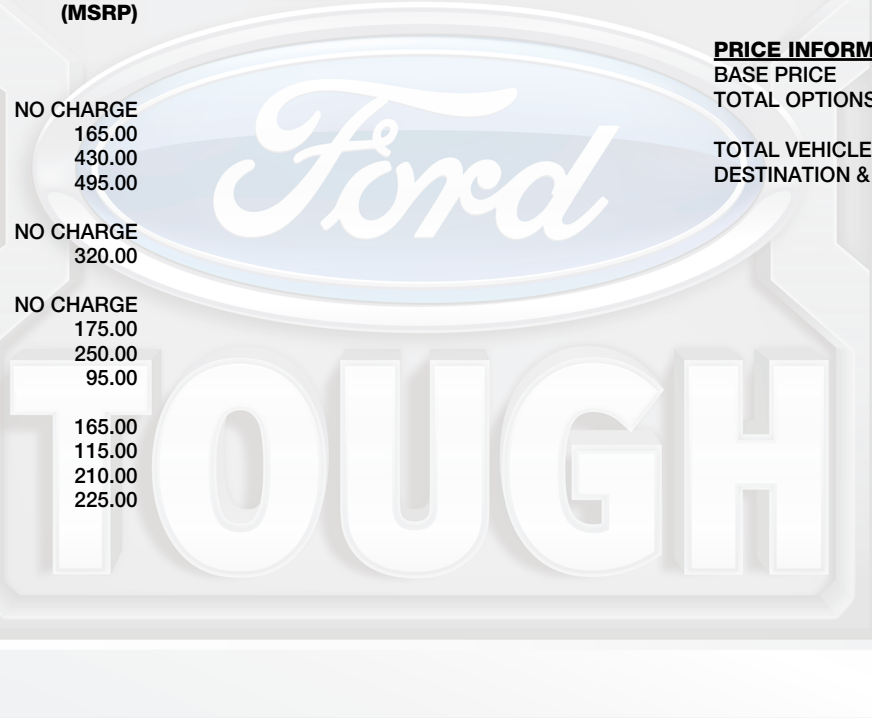 (MSRP)
NO CHARGE
165.00
430.00
495.00
NO CHARGE
320.00
NO CHARGE
175.00
250.00
95.00
165.00
115.00
210.00
225.00
PRICE INFORM
BASE PRICE
TOTAL OPTIONS
TOTAL VEHICLE
DESTINATION &
Ford
TOUGH